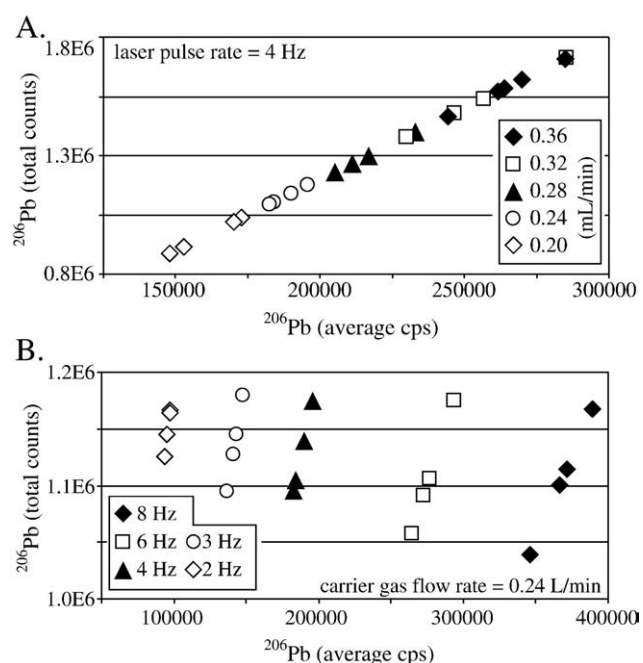 A.
laser pulse rate = 4 Hz
1.8E6
1.3E6
0.8E6
²⁰⁶Pb (total counts)
0.36
0.32
0.28
0.24
0.20
(mL/min)
150000 200000 250000 300000
²⁰⁶Pb (average cps)
B.
1.2E6
1.1E6
1.0E6
²⁰⁶Pb (total counts)
8 Hz
6 Hz 3 Hz
4 Hz 2 Hz
carrier gas flow rate = 0.24 L/min
100000 200000 300000 400000
²⁰⁶Pb (average cps)